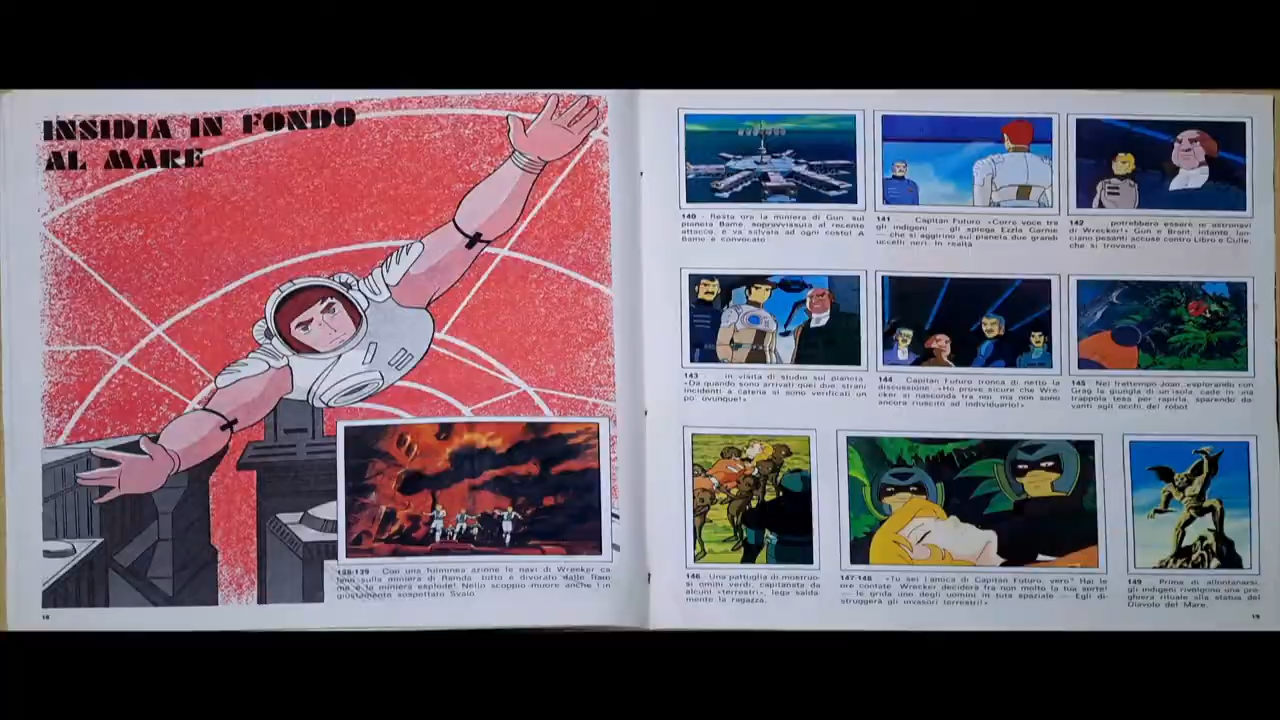 INSIDIA IN FONDO
AL MARE
138-139 - Con una fulminea azione le navi di Wrecker ca
lano sulla miniera di Ramda tutto è divorato dalle fiam
me e la miniera esplode! Nello scoppio muore anche l'in
giustamente sospettato Svalo.
18
140 - Resta ora la miniera di Gun sul
pianeta Bame, sopravvissuta al recente
attacco, e va salvata ad ogni costo! A
Bame è convocato
141 - Capitan Futuro «Corre voce tra
gli indigeni — gli spiega Ezzla Garnie
— che si aggirino sul pianeta due grandi
uccelli neri. In realtà
142 potrebbero essere le astronavi
di Wrecker!» Gun e Brant, intanto, lan-
ciano pesanti accuse contro Libro e Culle,
che si trovano
143 - in visita di studio sul pianeta
«Da quando sono arrivati quei due strani
incidenti a catena si sono verificati un
po' ovunque!»
144 Capitan Futuro tronca di netto la
discussione: «Ho prove sicure che Wre-
cker si nasconda tra noi ma non sono
ancora riuscito ad individuarlo!»
145 Nel frattempo Joan, esplorando con
Grag la giungla di un'isola, cade in una
trappola tesa per rapirla, sparendo da-
vanti agli occhi del robot
146 - Una pattuglia di mostruo-
si omini verdi, capitanata da
alcuni «terrestri», lega salda-
mente la ragazza.
147-148 - «Tu sei l'amica di Capitan Futuro, vero? Hai le
ore contate. Wrecker deciderà fra non molto la tua sorte!
— le grida uno degli uomini in tuta spaziale — Egli di-
struggerà gli invasori terrestri!»
149 Prima di allontanarsi,
gli indigeni rivolgono una pre-
ghiera rituale alla statua del
Diavolo del Mare.
19